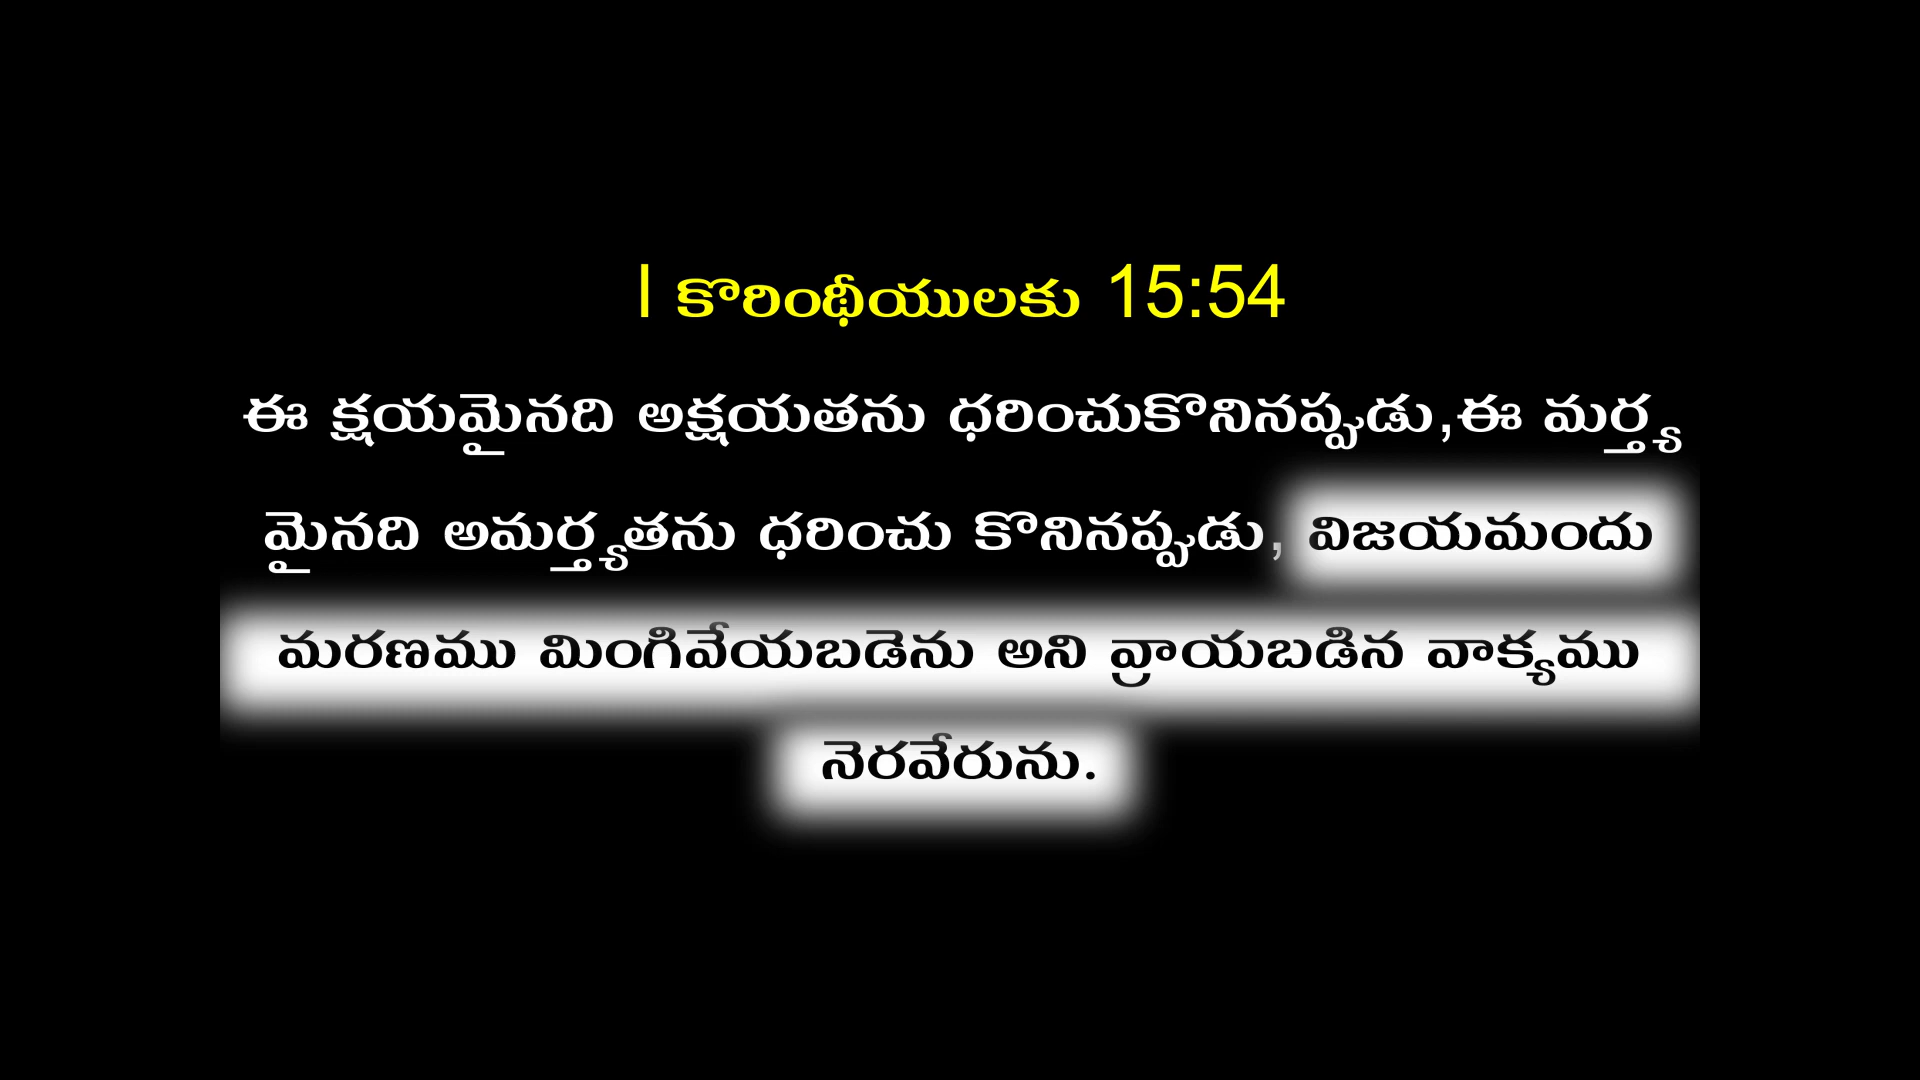 I కొరింథీయులకు 15:54
ఈ క్షయమైనది అక్షయతను ధరించుకొనినప్పుడు,ఈ మర్త్య
మైనది అమర్త్యతను ధరించు కొనినప్పుడు, విజయమందు
మరణము మింగివేయబడెను అని వ్రాయబడిన వాక్యము
నెరవేరును.